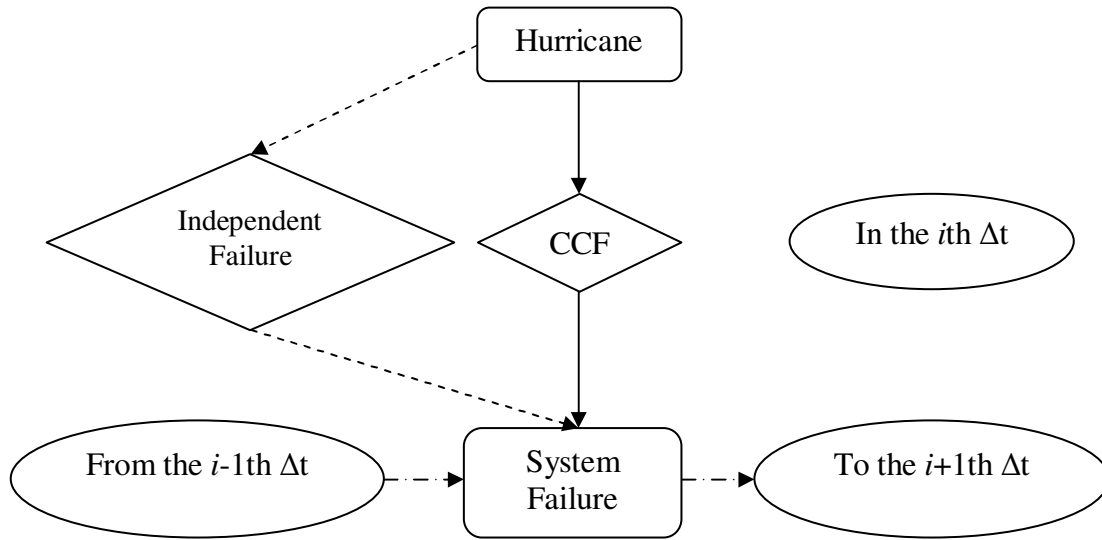 Hurricane
Independent
Failure
CCF
In the ith Δt
From the i-1th Δt
System
Failure
To the i+1th Δt